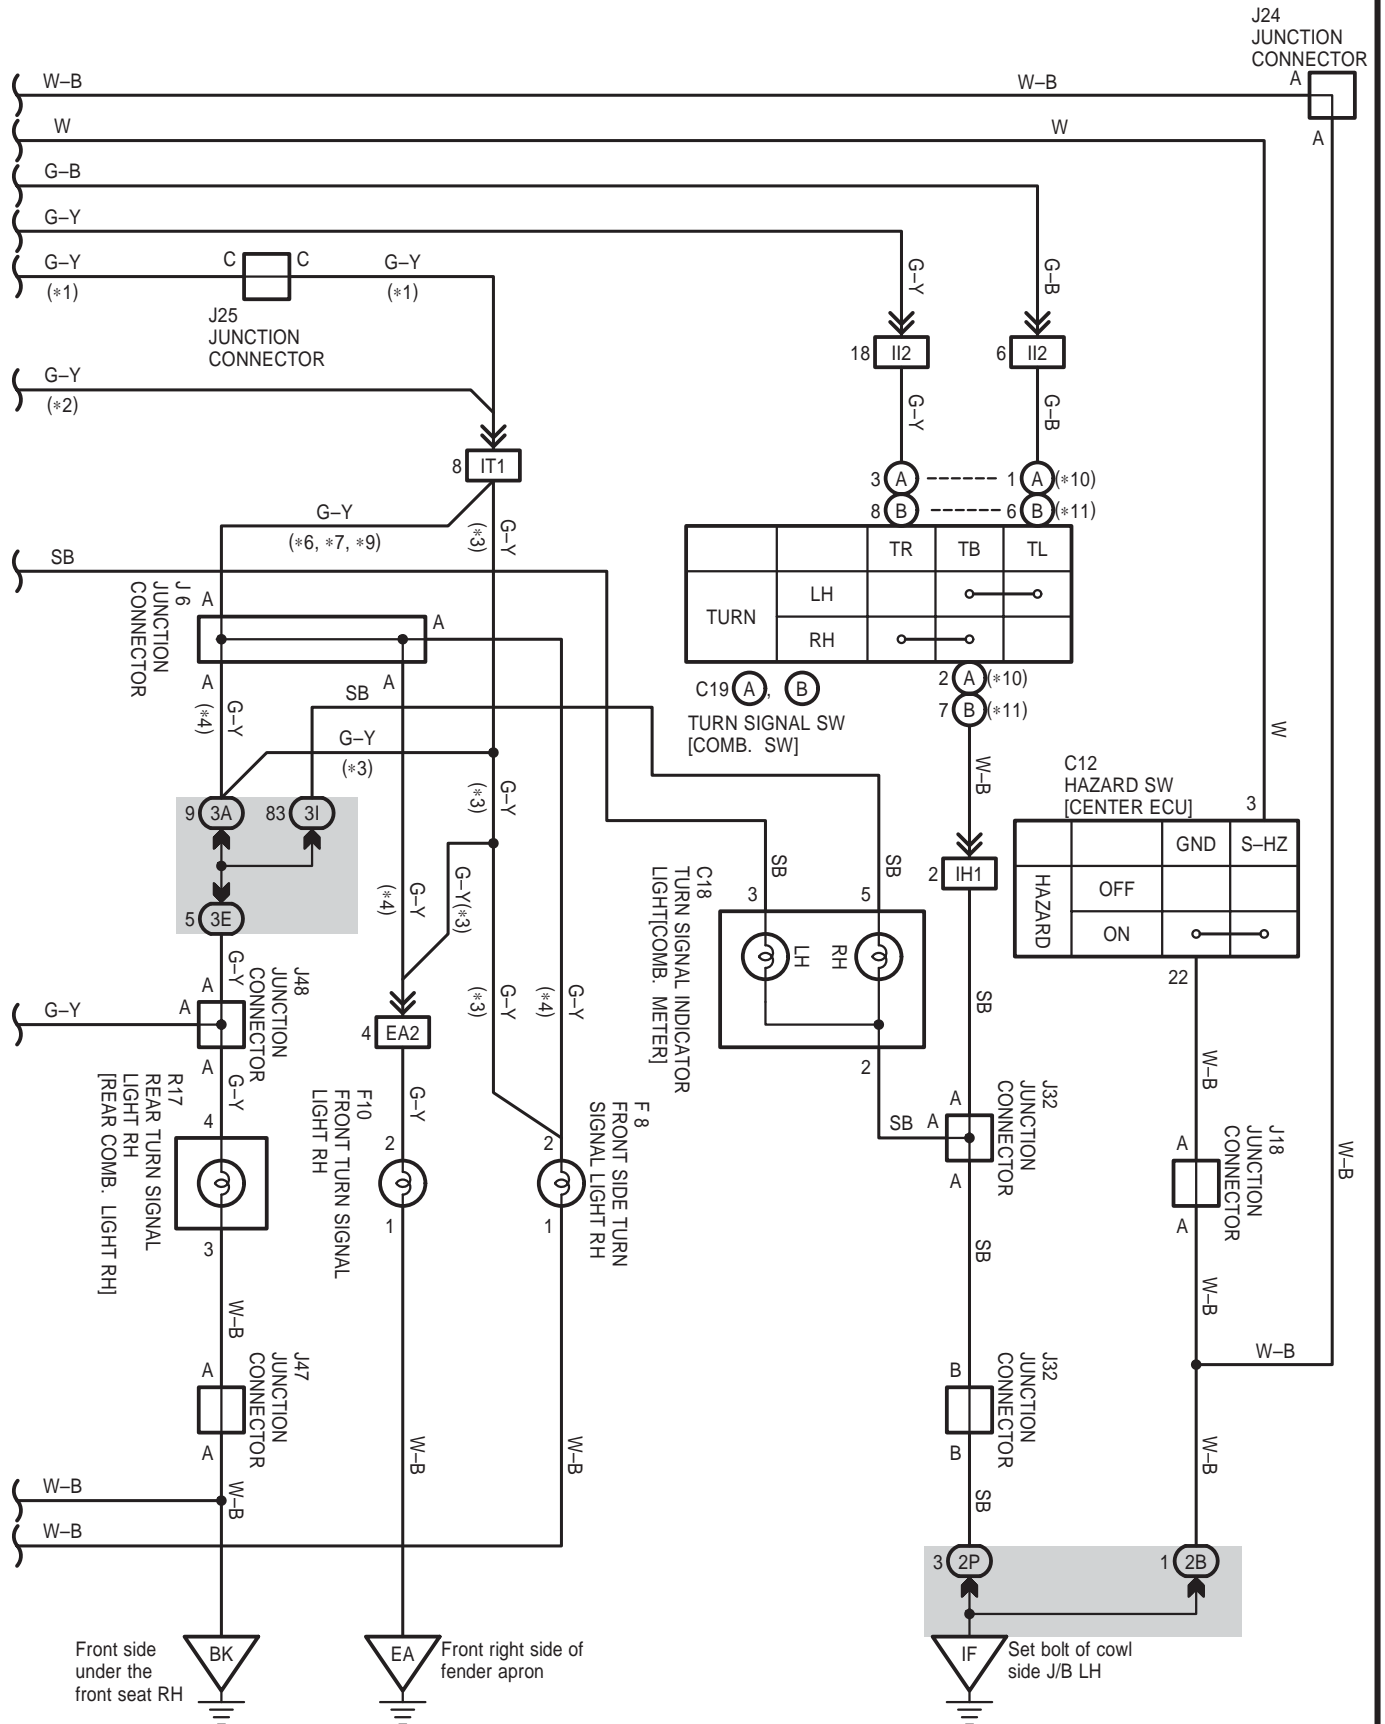 J24
JUNCTION
CONNECTOR
A
W–B
W–B
A
W
W
G–B
G–Y
G–Y
(*1)
C
C
G–Y
(*1)
J25
JUNCTION
CONNECTOR
G–Y
G–B
18
II2
6
II2
G–Y
(*2)
G–Y
G–B
8
IT1
3
A
1
A
(*10)
8
B
6
B
(*11)
G–Y
(*6, *7, *9)
G–Y
(*3)
SB
TR
TB
TL
TURN
LH
RH
J 6
JUNCTION
CONNECTOR
A
A
A
A
G–Y
(*4)
SB
G–Y
(*3)
C19
A
,
B
TURN SIGNAL SW
[COMB. SW]
2
A
(*10)
7
B
(*11)
W–B
W
C12
HAZARD SW
[CENTER ECU]
3
GND
S–HZ
HAZARD
OFF
ON
22
9
3A
83
3I
5
3E
G–Y
(*3)
G–Y
(*4)
G–Y(*3)
C18
TURN SIGNAL INDICATOR
LIGHT[COMB. METER]
SB
3
SB
5
LH
RH
2
2
IH1
SB
G–Y
A
J48
JUNCTION
CONNECTOR
G–Y
A
A
G–Y
4
EA2
G–Y
(*3)
G–Y
(*4)
W–B
SB
A
A
A
J32
JUNCTION
CONNECTOR
R17
REAR TURN SIGNAL
LIGHT RH
[REAR COMB. LIGHT RH]
4
3
F10
FRONT TURN SIGNAL
LIGHT RH
G–Y
2
1
F 8
FRONT SIDE TURN
SIGNAL LIGHT RH
2
1
A
A
J18
JUNCTION
CONNECTOR
W–B
SB
W–B
W–B
W–B
A
A
J47
JUNCTION
CONNECTOR
B
B
J32
JUNCTION
CONNECTOR
W–B
W–B
W–B
SB
W–B
W–B
W–B
3
2P
1
2B
Front side
under the
front seat RH
BK
EA
Front right side of
fender apron
IF
Set bolt of cowl
side J/B LH